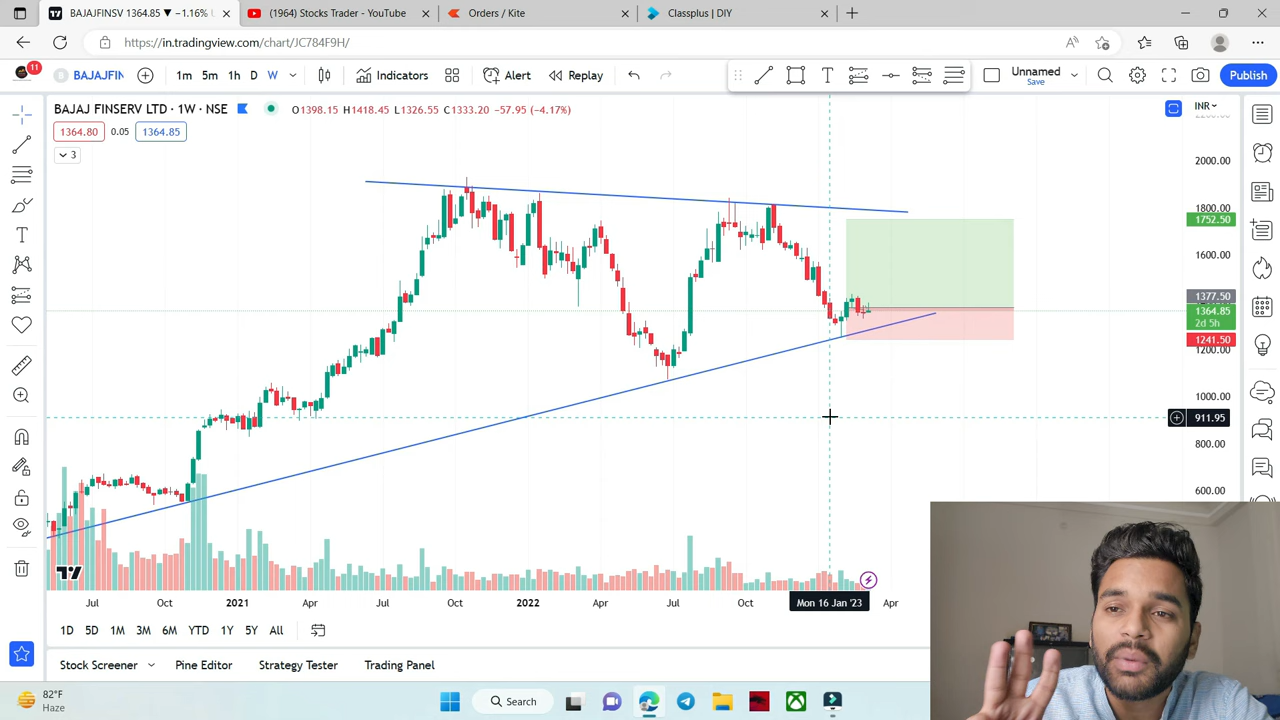 BAJAJFINSV 1364.85 ▼ −1.16% 
(1964) Stocks Trader - YouTube
Orders / Kite
Classplus | DIY
https://in.tradingview.com/chart/JC784F9H/
11
BAJAJFIN
1m 5m 1h D W
Indicators
Alert
Replay
T
Unnamed
Save
Publish
BAJAJ FINSERV LTD · 1W · NSE
O1398.15 H1418.45 L1326.55 C1333.20 −57.95 (−4.17%)
INR
1364.80 0.05 1364.85
3
2000.00
1800.00
1752.50
1600.00
1377.50
1364.85
2d 5h
1241.50
1200.00
1000.00
911.95
800.00
600.00
Jul Oct 2021 Apr Jul Oct 2022 Apr Jul Oct Mon 16 Jan '23 Apr
1D 5D 1M 3M 6M YTD 1Y 5Y All
Stock Screener Pine Editor Strategy Tester Trading Panel
82°F
Haze
Search